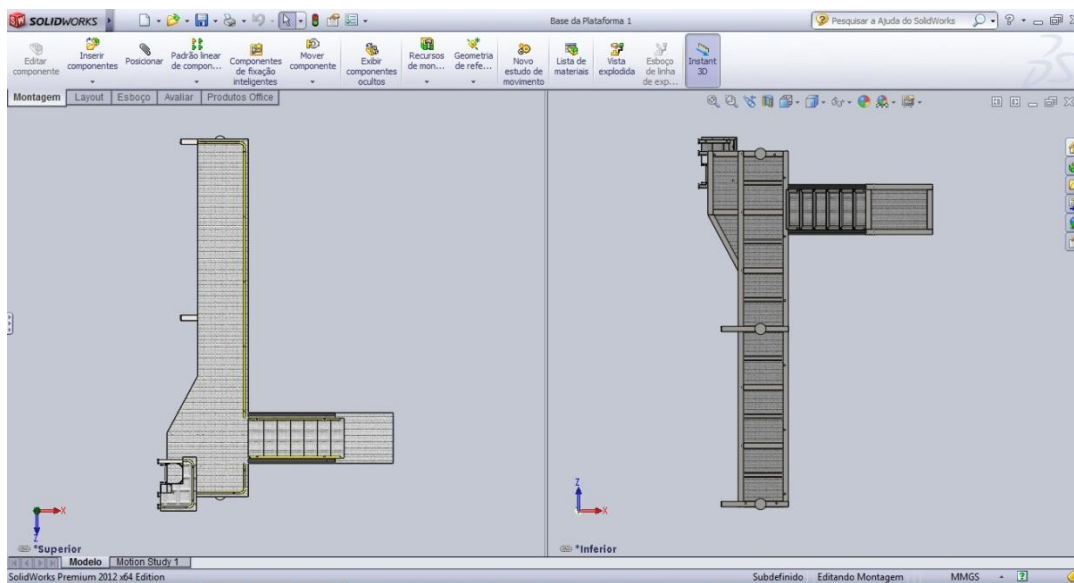 SOLIDWORKS
Base da Plataforma 1
Pesquisar a Ajuda do SolidWorks
Editar componente
Inserir componentes
Posicionar
Padrão linear de compon...
Componentes de fixação inteligentes
Mover componente
Exibir componentes ocultos
Recursos de mon...
Geometria de refe...
Novo estudo de movimento
Lista de materiais
Vista explodida
Esboço de linha de exp...
Instant 3D
Montagem Layout Esboço Avaliar Produtos Office
X
Z
*Superior
Z
X
*Inferior
Modelo Motion Study 1
SolidWorks Premium 2012 x64 Edition
Subdefinido Editando Montagem MMGS